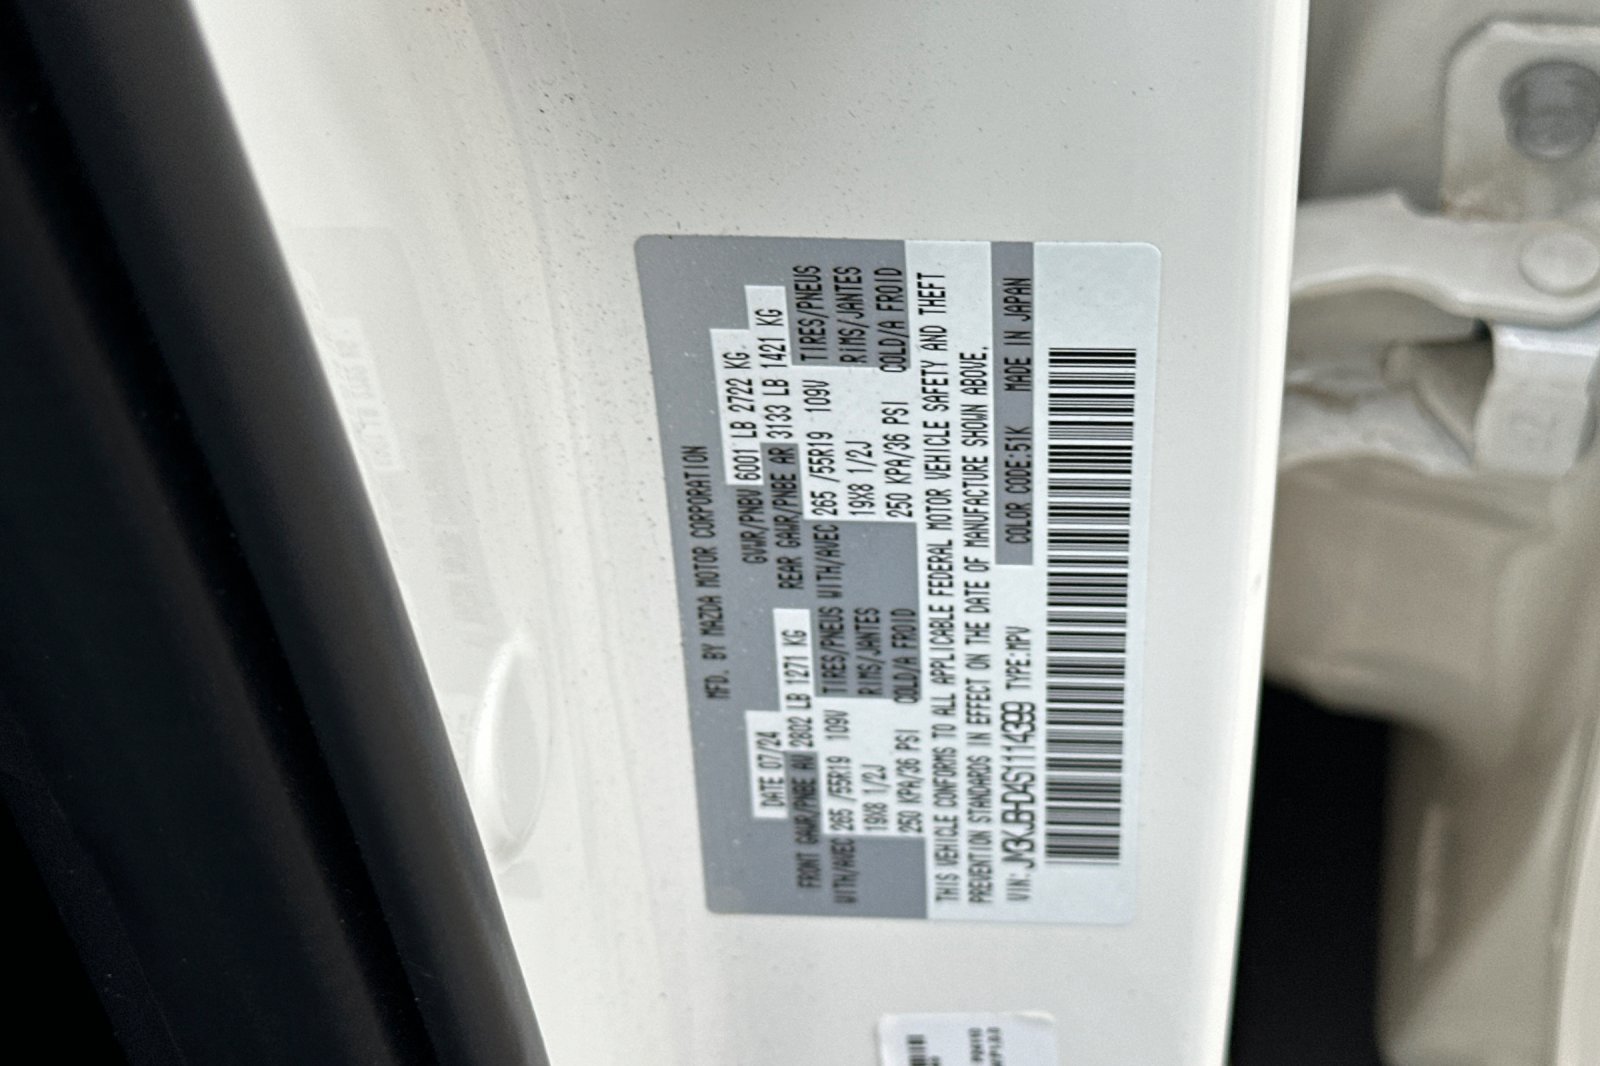 MFD. BY MAZDA MOTOR CORPORATION
DATE 07/24 GVWR/PNBV 6001 LB 2722 KG
FRONT GAWR/PNBE AV 2802 LB 1271 KG REAR GAWR/PNBE AR 3133 LB 1421 KG
WITH/AVEC 265 /55R19 109V TIRES/PNEUS WITH/AVEC 265 /55R19 109V TIRES/PNEUS
19X8 1/2J RIMS/JANTES 19X8 1/2J RIMS/JANTES
250 KPA/36 PSI COLD/A FROID 250 KPA/36 PSI COLD/A FROID
THIS VEHICLE CONFORMS TO ALL APPLICABLE FEDERAL MOTOR VEHICLE SAFETY AND THEFT
PREVENTION STANDARDS IN EFFECT ON THE DATE OF MANUFACTURE SHOWN ABOVE.
VIN: JM3KJBHDAS1114399 TYPE:MPV COLOR CODE:51K MADE IN JAPAN